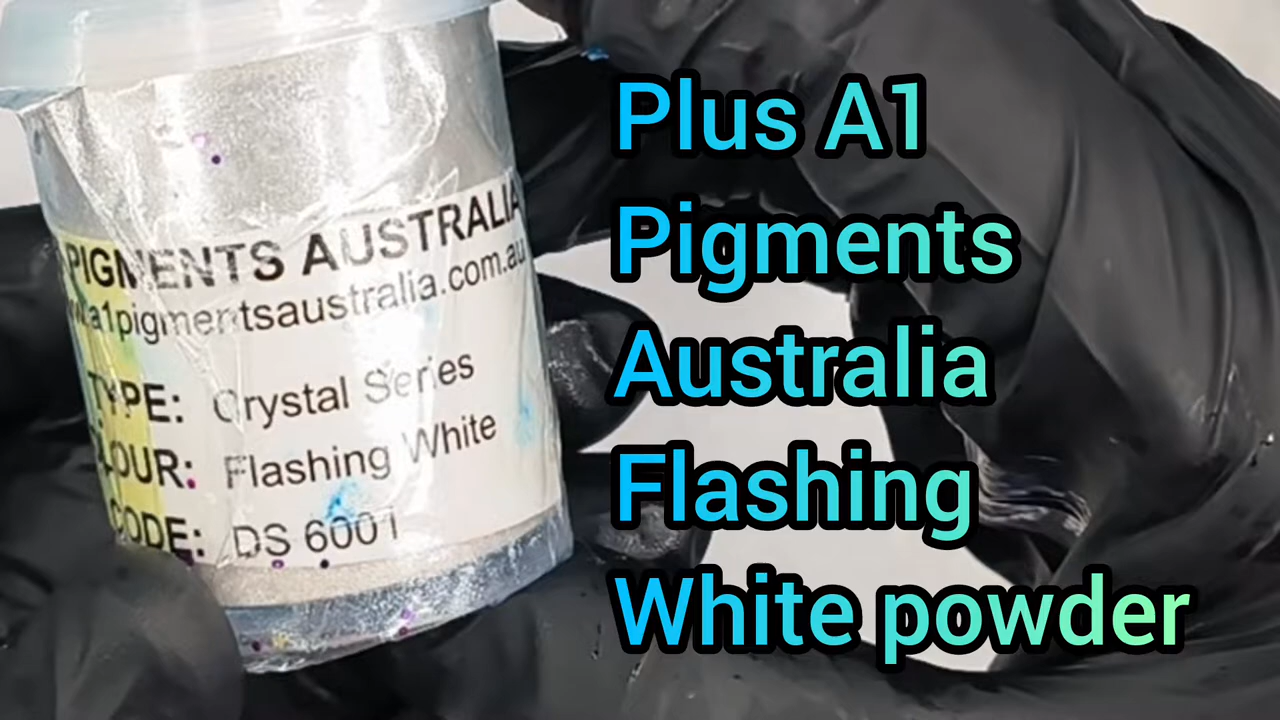 PIGMENTS AUSTRALIA
a1pigmentsaustralia.com.au
TYPE: Crystal Series
COLOUR: Flashing White
CODE: DS 6001
Plus A1
Pigments
Australia
Flashing
White powder